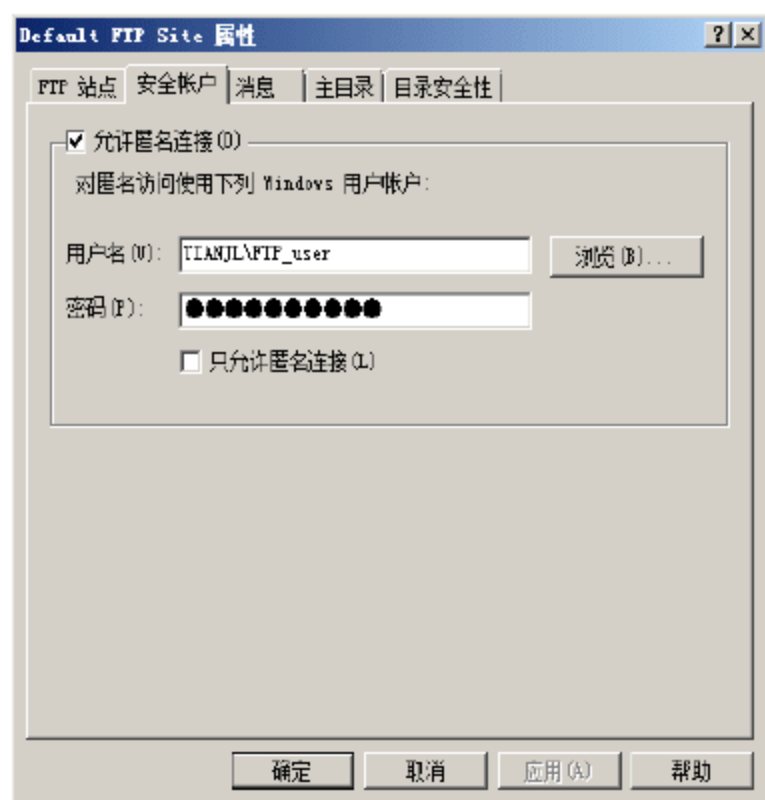 Default FTP Site 属性
FTP 站点 安全帐户 消息 主目录 目录安全性
允许匿名连接(O)
对匿名访问使用下列 Windows 用户帐户:
用户名(U): TIANJL\FTP_user 浏览(B)...
密码(P): ●●●●●●●●●●
只允许匿名连接(L)
确定 取消 应用(A) 帮助